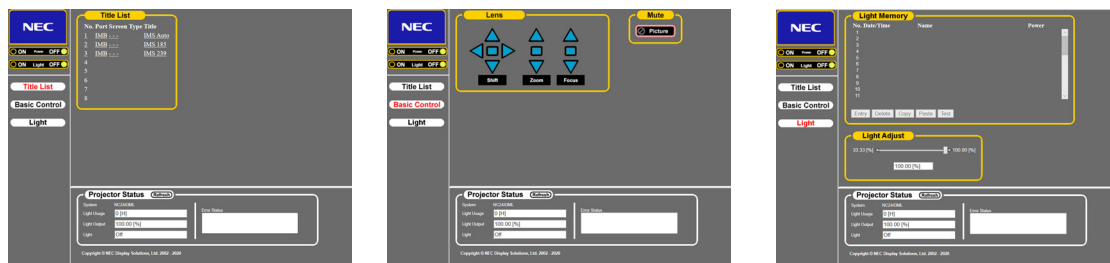 NEC
ON Power OFF
ON Light OFF
Title List
Basic Control
Light
Title List
No. Port Screen Type Title
1 IMB - - - IMS Auto
2 IMB - - - IMS 185
3 IMB - - - IMS 239
4
5
6
7
8
Projector Status
System NC2403ML
Light Usage 0 [H]
Light Output 100.00 [%]
Light Off
Error Status
Copyright © NEC Display Solutions, Ltd. 2002 - 2020
NEC
ON Power OFF
ON Light OFF
Title List
Basic Control
Light
Lens
Shift Zoom Focus
Mute
Picture
Projector Status
System NC2403ML
Light Usage 0 [H]
Light Output 100.00 [%]
Light Off
Error Status
Copyright © NEC Display Solutions, Ltd. 2002 - 2020
NEC
ON Power OFF
ON Light OFF
Title List
Basic Control
Light
Light Memory
No. Date/Time Name Power
1
2
3
4
5
6
7
8
9
10
11
Entry Delete Copy Paste Test
Light Adjust
33.33 [%] 100.00 [%]
100.00 [%]
Projector Status
System NC2403ML
Light Usage 0 [H]
Light Output 100.00 [%]
Light Off
Error Status
Copyright © NEC Display Solutions, Ltd. 2002 - 2020